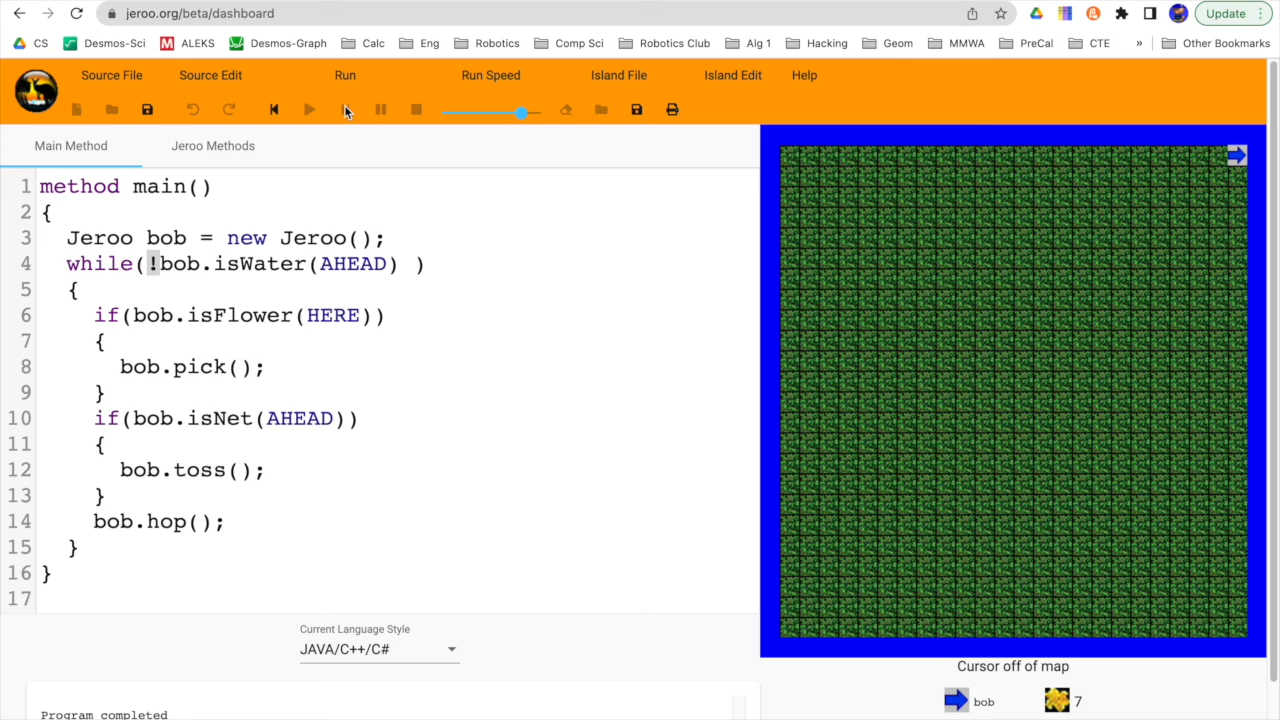 jeroo.org/beta/dashboard
Update
CS
Desmos-Sci
M ALEKS
Desmos-Graph
Calc
Eng
Robotics
Comp Sci
Robotics Club
Alg 1
Hacking
Geom
MMWA
PreCal
CTE
»
Other Bookmarks
Source File
Source Edit
Run
Run Speed
Island File
Island Edit
Help
Main Method
Jeroo Methods
1 method main()
2 {
3 Jeroo bob = new Jeroo();
4 while(!bob.isWater(AHEAD) )
5 {
6 if(bob.isFlower(HERE))
7 {
8 bob.pick();
9 }
10 if(bob.isNet(AHEAD))
11 {
12 bob.toss();
13 }
14 bob.hop();
15 }
16 }
17
Current Language Style
JAVA/C++/C#
Program completed
Cursor off of map
bob
7